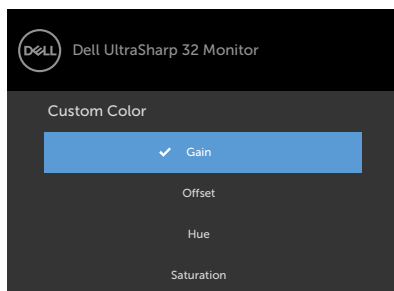 DELL Dell UltraSharp 32 Monitor
Custom Color
Gain
Offset
Hue
Saturation